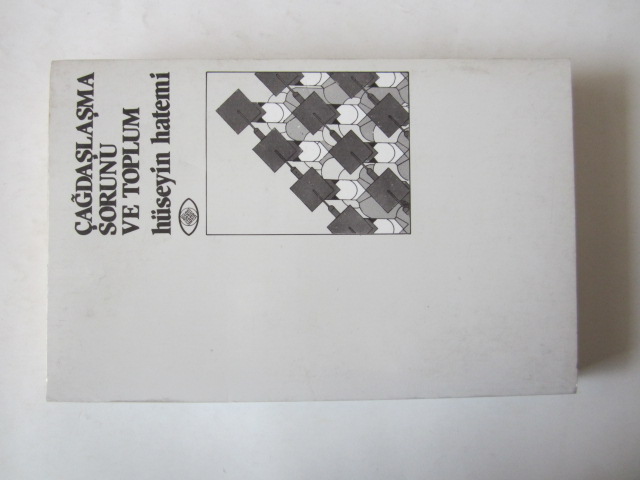 ÇAĞDAŞLAŞMA
SORUNU
VE TOPLUM
hüseyin hatemi